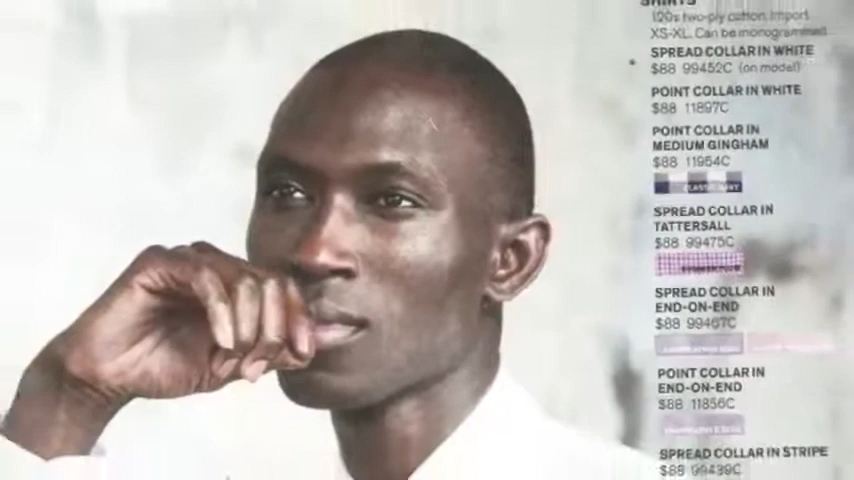 SHIRTS
120s two-ply cotton. Import.
XS-XL. Can be monogrammed.
SPREAD COLLAR IN WHITE
$88 99452C (on model)
POINT COLLAR IN WHITE
$88 11897C
POINT COLLAR IN
MEDIUM GINGHAM
$88 11954C
CLASSIC NAVY
SPREAD COLLAR IN
TATTERSALL
$88 99475C
SPREAD COLLAR IN
END-ON-END
$88 99467C
POINT COLLAR IN
END-ON-END
$88 11856C
SPREAD COLLAR IN STRIPE
$88 99439C